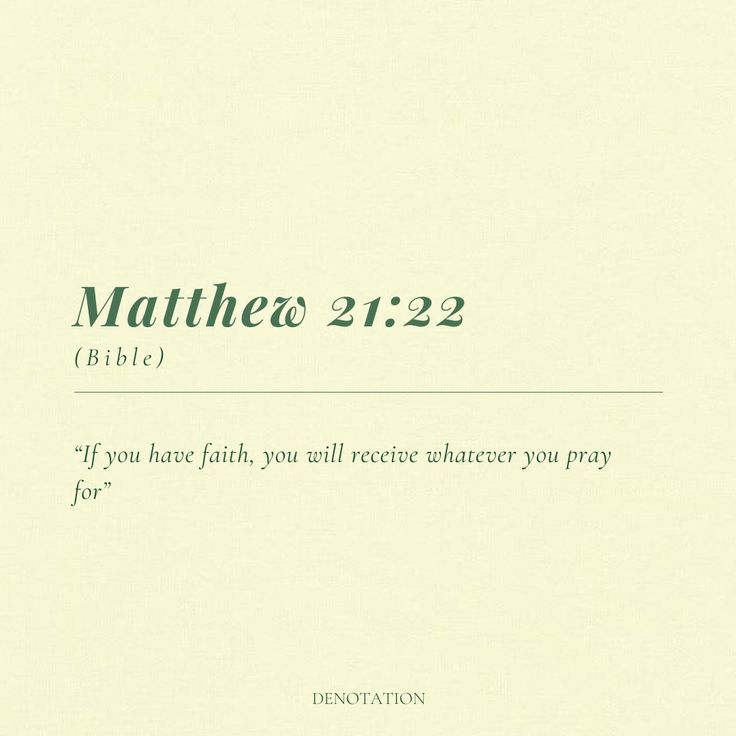 Matthew 21:22
(Bible)
“If you have faith, you will receive whatever you pray
for”
DENOTATION